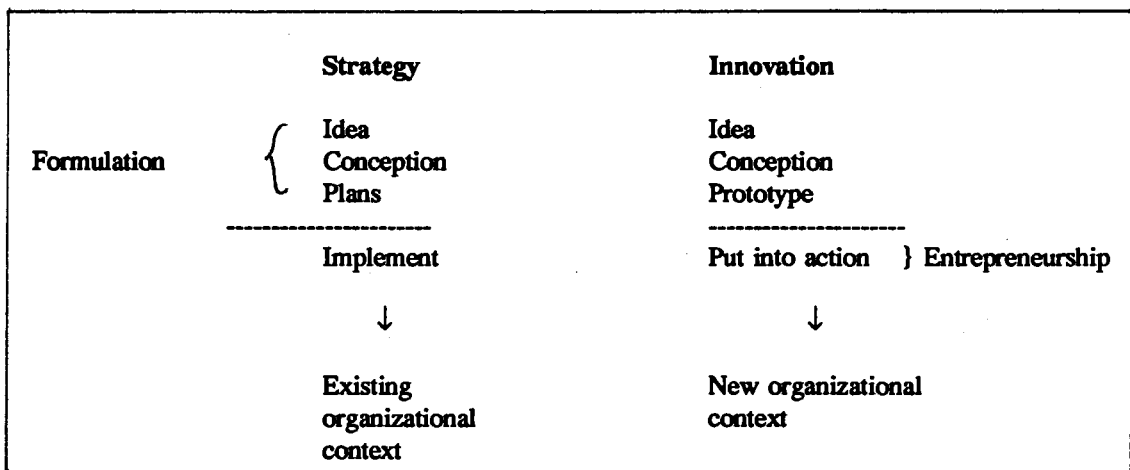 Strategy Innovation
Idea Idea
Formulation { Conception Conception
Plans Prototype
----------------------- ---------------------
Implement Put into action } Entrepreneurship
↓ ↓
Existing New organizational
organizational context
context